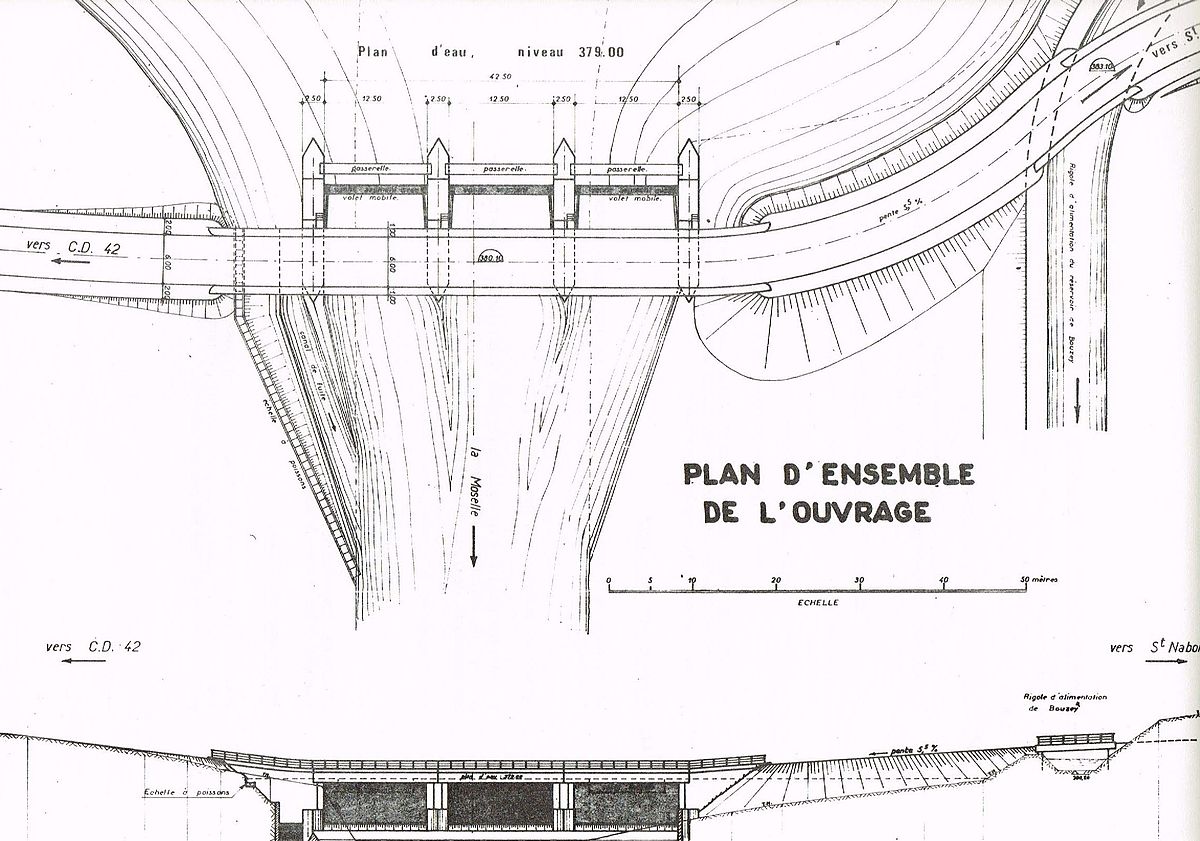 Plan d'eau, niveau 379.00
42.50
2.50 12.50 2.50 12.50 2.50 12.50 2.50
passerelle. passerelle. passerelle.
volet mobile. volet mobile.
vers St
383.10
pente 5,5 %
Rigole d'alimentation du réservoir de Bouzey
vers C.D. 42
2.00
6.00
2.00
1.00
6.00
1.00
380.10
canal de fuite
echelle à poissons
la Moselle
PLAN D'ENSEMBLE
DE L'OUVRAGE
0 5 10 20 30 40 50 mètres
ECHELLE
vers C.D. 42
vers St Nabor
Rigole d'alimentation
de Bouzey
pente 5,5 %
plan d'eau 379.00
Echelle à poissons